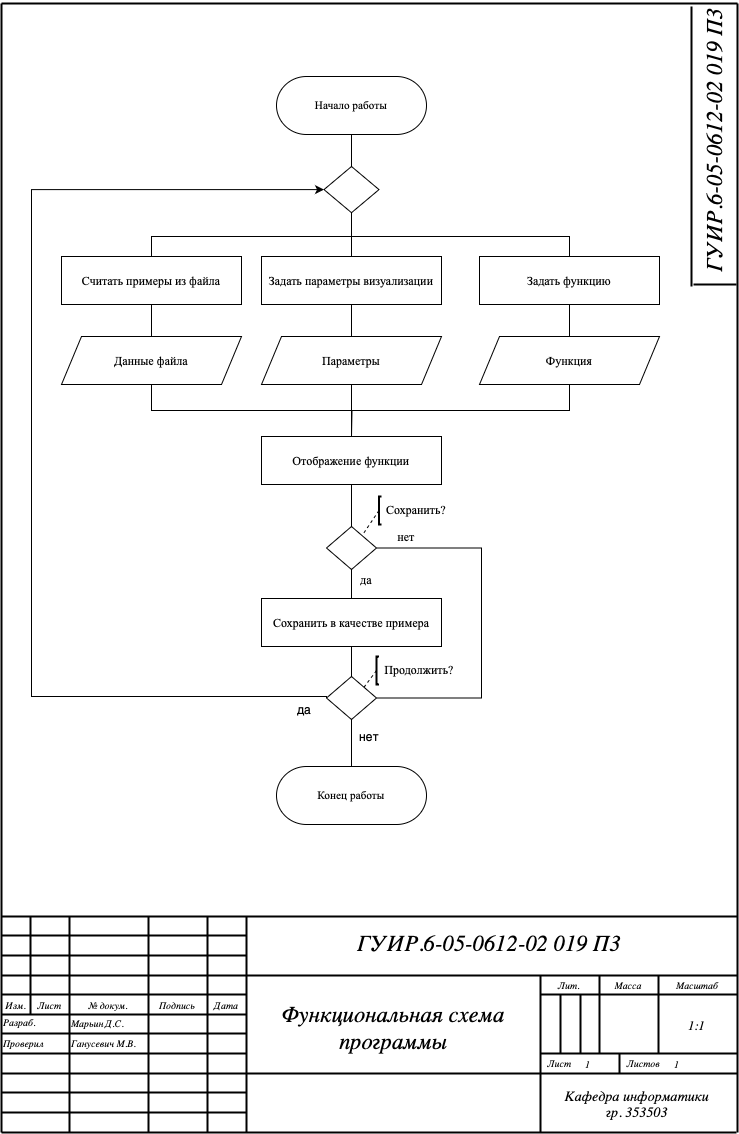 ГУИР.6-05-0612-02 019 ПЗ
Начало работы
Считать примеры из файла
Задать параметры визуализации
Задать функцию
Данные файла
Параметры
Функция
Отображение функции
Сохранить?
нет
да
Сохранить в качестве примера
Продолжить?
да
нет
Конец работы
ГУИР.6-05-0612-02 019 ПЗ
Лит. Масса Масштаб
Изм. Лист № докум. Подпись Дата
Функциональная схема
программы
Разраб. Марьин Д.С.
1:1
Проверил Ганусевич М.В.
Лист 1 Листов 1
Кафедра информатики
гр. 353503